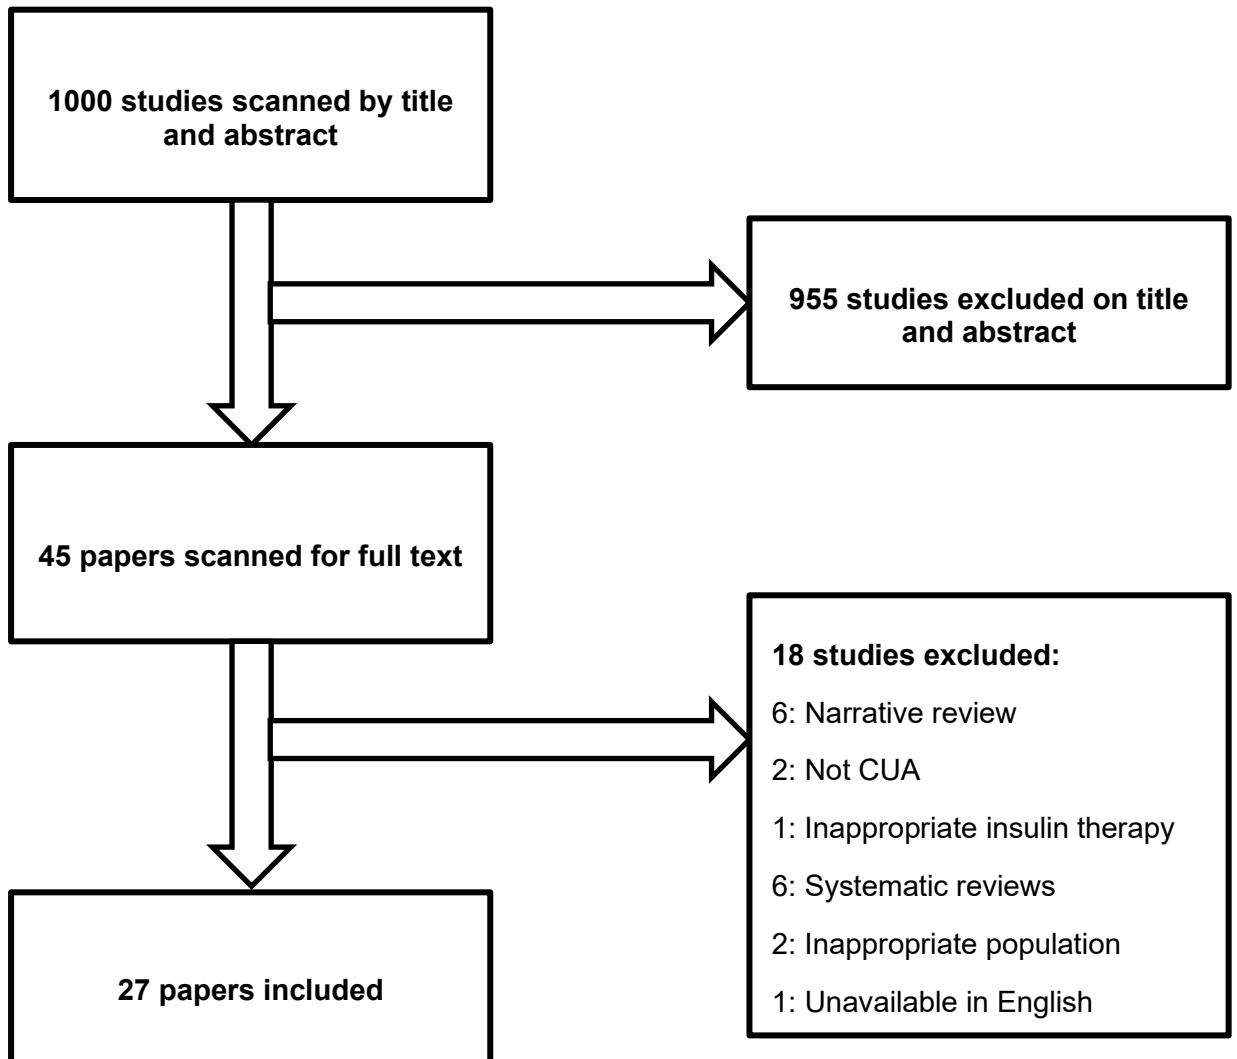 1000 studies scanned by title
and abstract
955 studies excluded on title
and abstract
45 papers scanned for full text
18 studies excluded:
6: Narrative review
2: Not CUA
1: Inappropriate insulin therapy
6: Systematic reviews
2: Inappropriate population
1: Unavailable in English
27 papers included